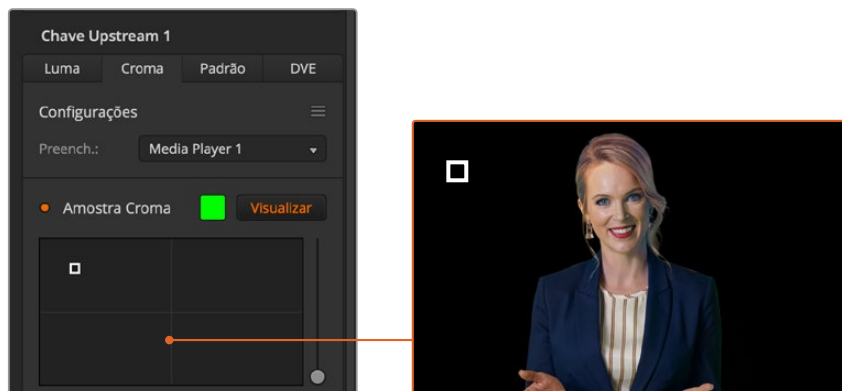 Chave Upstream 1
Luma Croma Padrão DVE
Configurações
Preench.: Media Player 1
Amostra Croma Visualizar